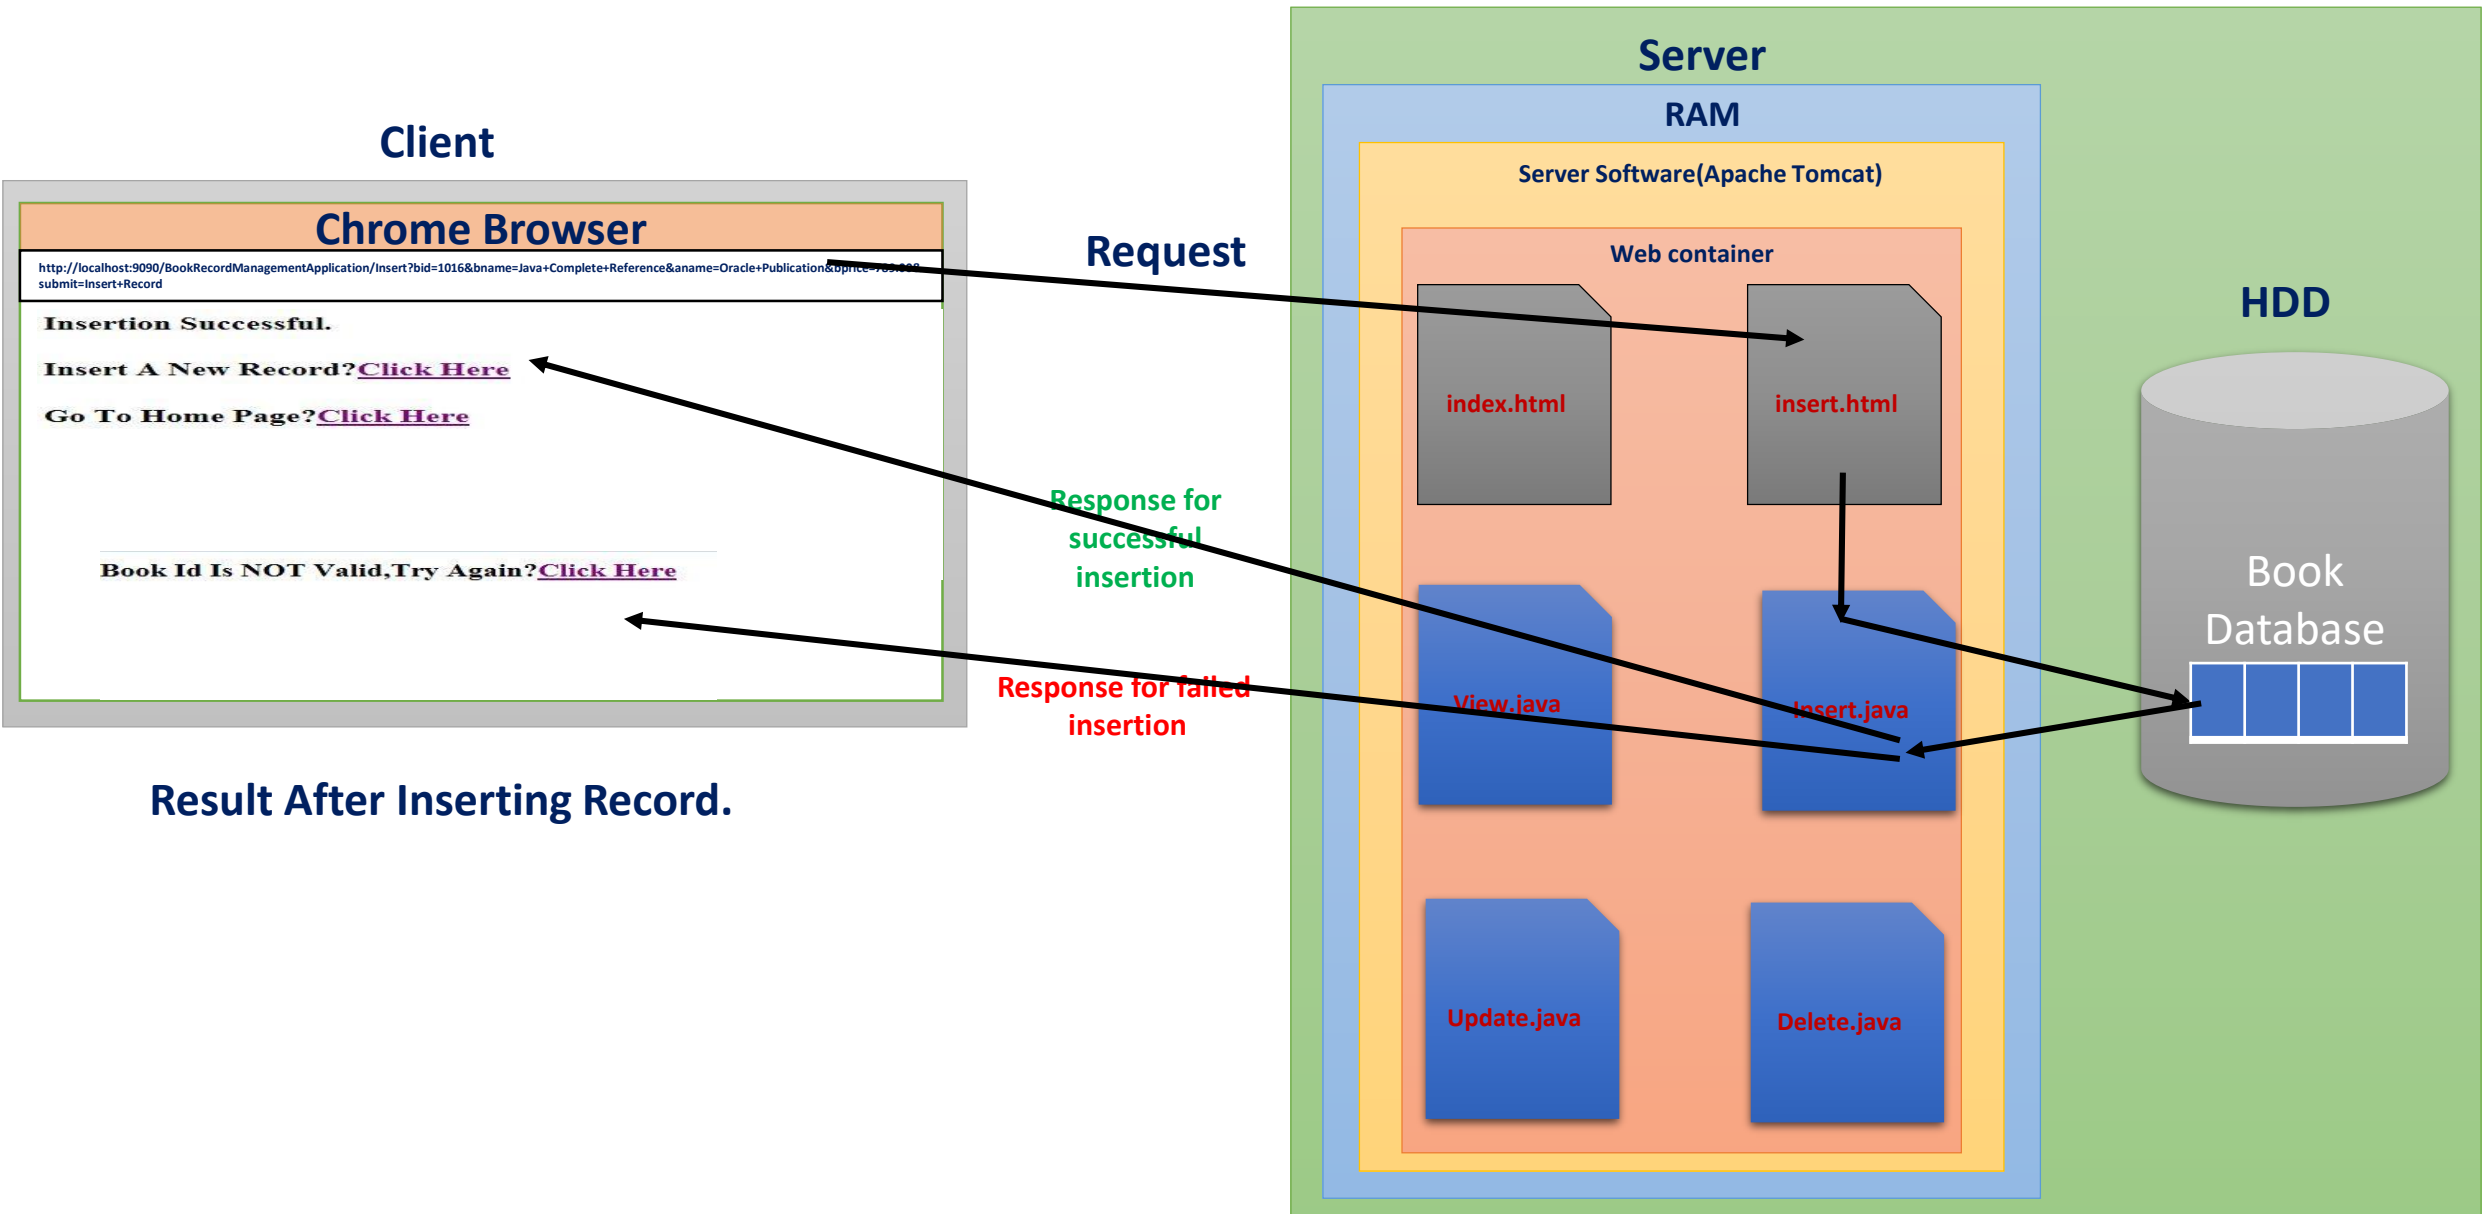 Server
RAM
Client
Server Software(Apache Tomcat)
Chrome Browser
Request
Web container
http://localhost:9090/BookRecordManagementApplication/Insert?bid=1016&bname=Java+Complete+Reference&aname=Oracle+Publication&bprice=789.99&
submit=Insert+Record
HDD
Insertion Successful.
Insert A New Record?Click Here
Go To Home Page?Click Here
index.html
insert.html
Response for
successful
insertion
Book Id Is NOT Valid,Try Again?Click Here
Book
Database
Response for failed
insertion
View.java
Insert.java
Result After Inserting Record.
Update.java
Delete.java